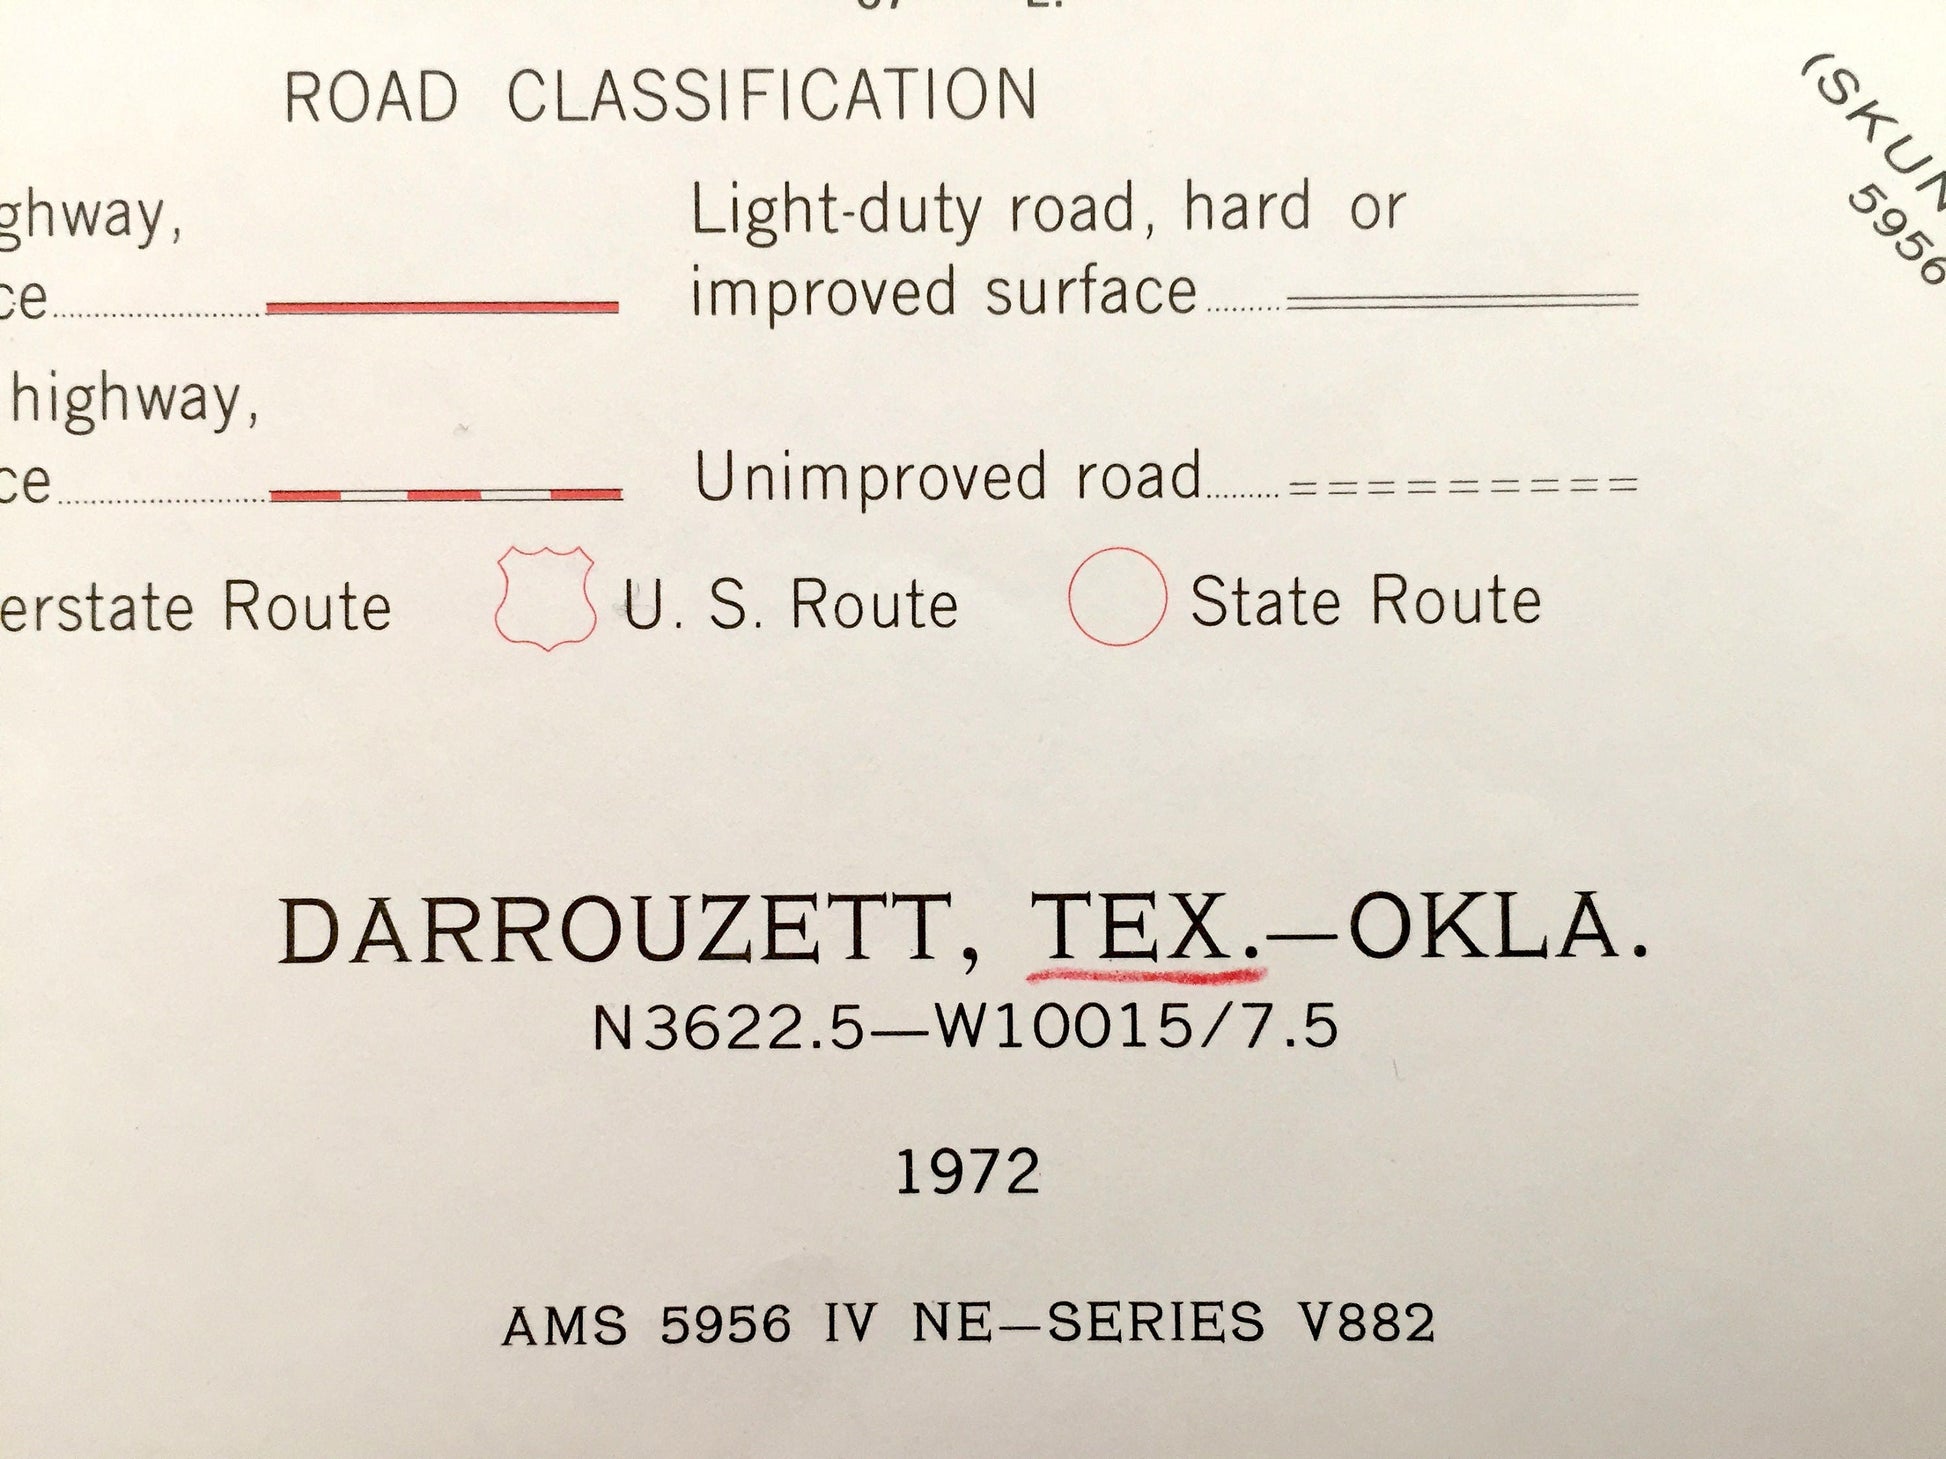 ROAD CLASSIFICATION
ghway,
ce
highway,
ce
Light-duty road, hard or
improved surface
Unimproved road
erstate Route
U. S. Route
State Route
(SKUN
5956
DARROUZETT, TEX.—OKLA.
N3622.5—W10015/7.5
1972
AMS 5956 IV NE—SERIES V882